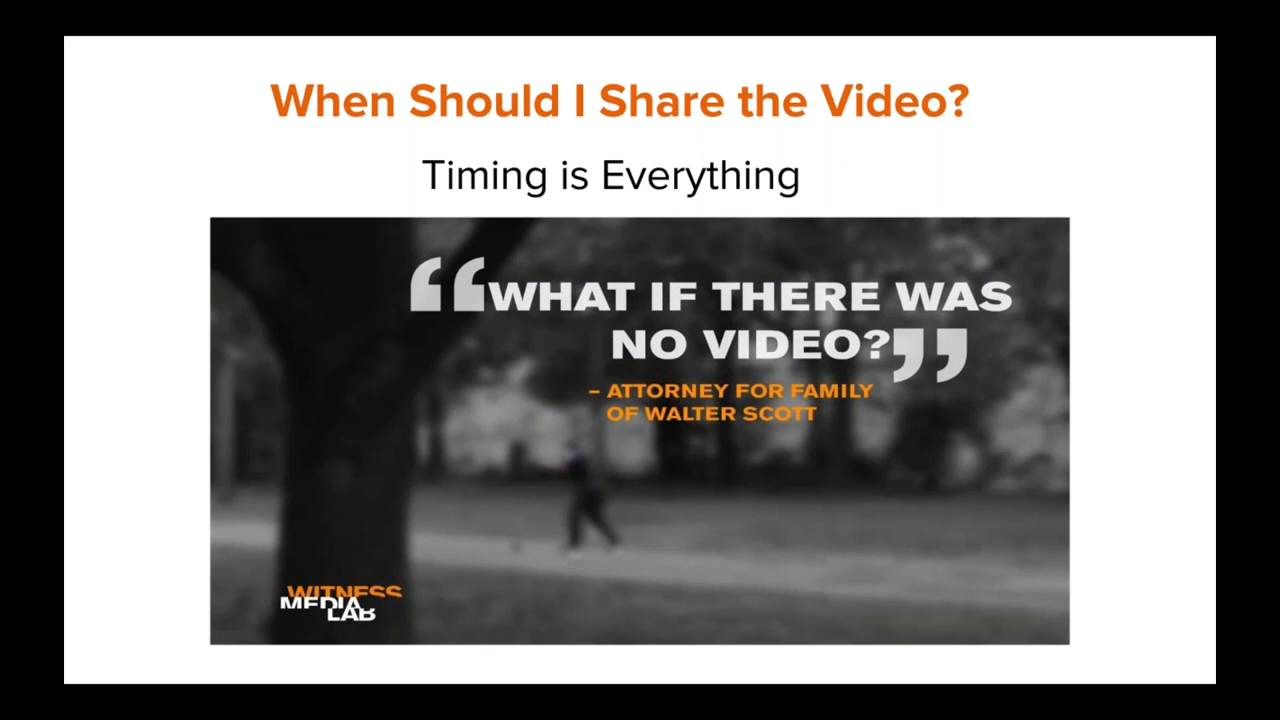 When Should I Share the Video?
Timing is Everything
“WHAT IF THERE WAS
NO VIDEO?”
– ATTORNEY FOR FAMILY
OF WALTER SCOTT
WITNESS
MEDIA
LAB